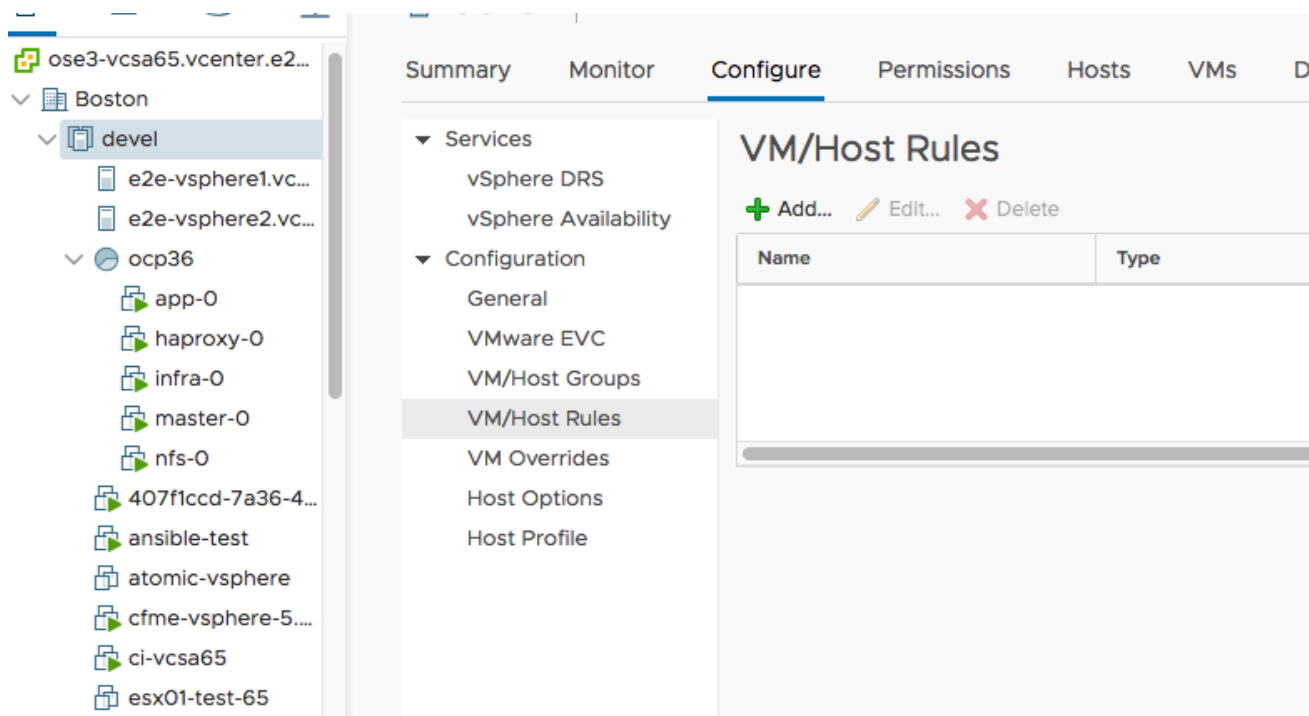 ose3-vcsa65.vcenter.e2...
Boston
devel
e2e-vsphere1.vc...
e2e-vsphere2.vc...
ocp36
app-0
haproxy-0
infra-0
master-0
nfs-0
407f1ccd-7a36-4...
ansible-test
atomic-vsphere
cfme-vsphere-5....
ci-vcsa65
esx01-test-65
Summary Monitor Configure Permissions Hosts VMs D
Services
vSphere DRS
vSphere Availability
Configuration
General
VMware EVC
VM/Host Groups
VM/Host Rules
VM Overrides
Host Options
Host Profile
VM/Host Rules
Add... Edit... Delete
Name Type